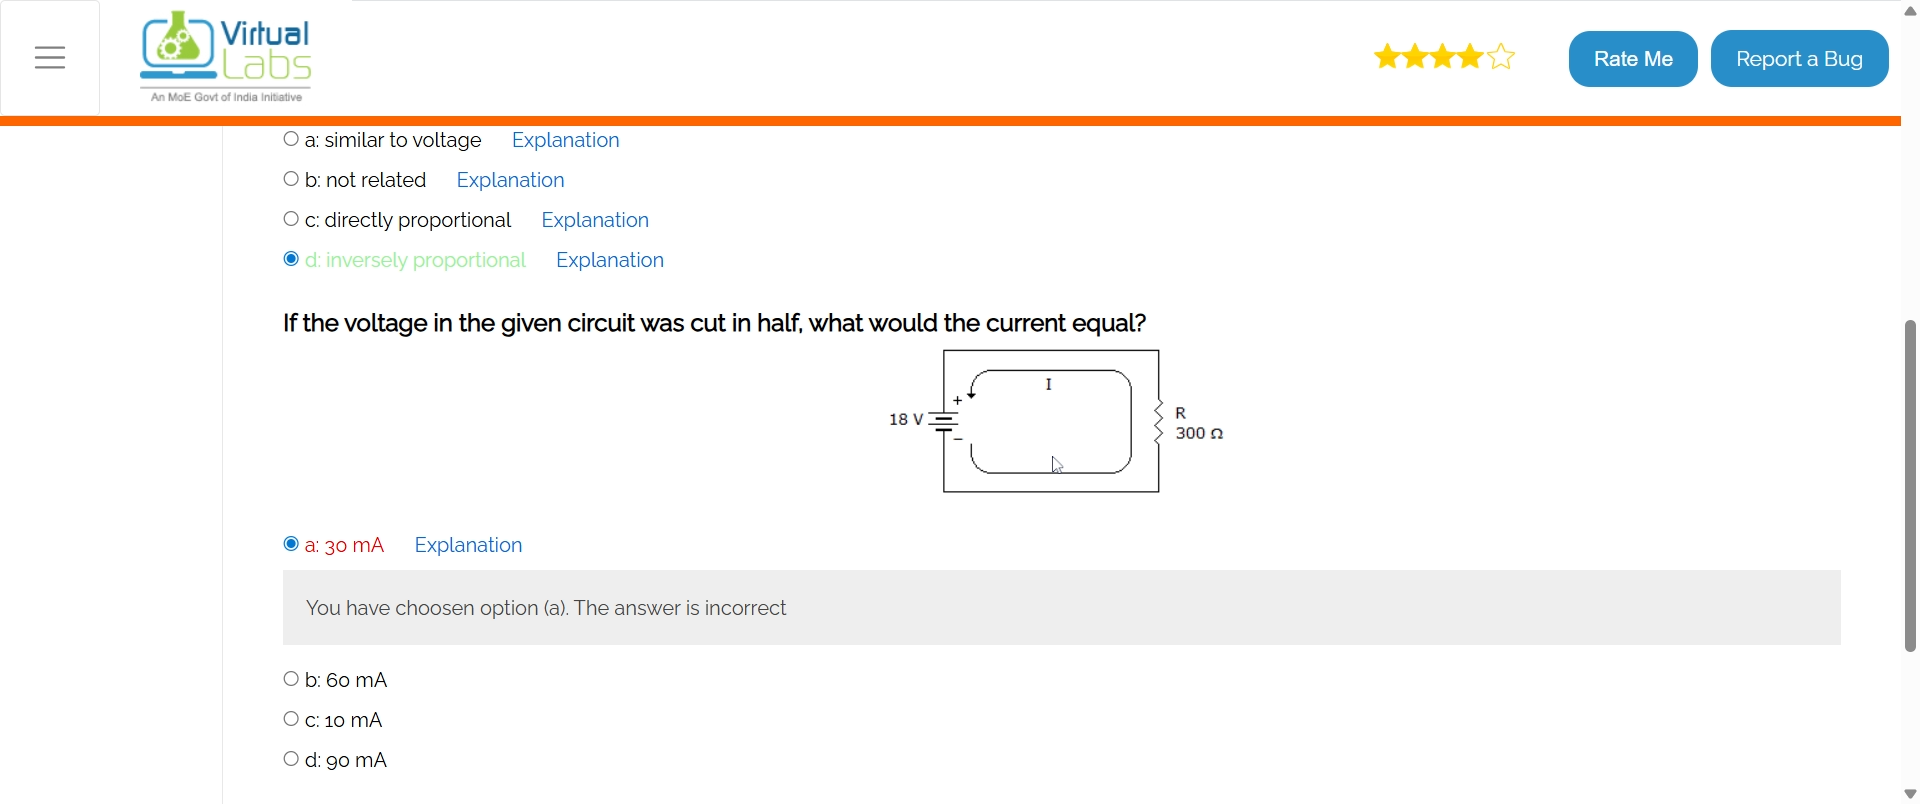 Virtual
Labs
An MoE Govt of India Initiative
Rate Me
Report a Bug
a: similar to voltage Explanation
b: not related Explanation
c: directly proportional Explanation
d: inversely proportional Explanation
If the voltage in the given circuit was cut in half, what would the current equal?
I
+
18 V
−
R
300 Ω
a: 30 mA Explanation
You have choosen option (a). The answer is incorrect
b: 60 mA
c: 10 mA
d: 90 mA